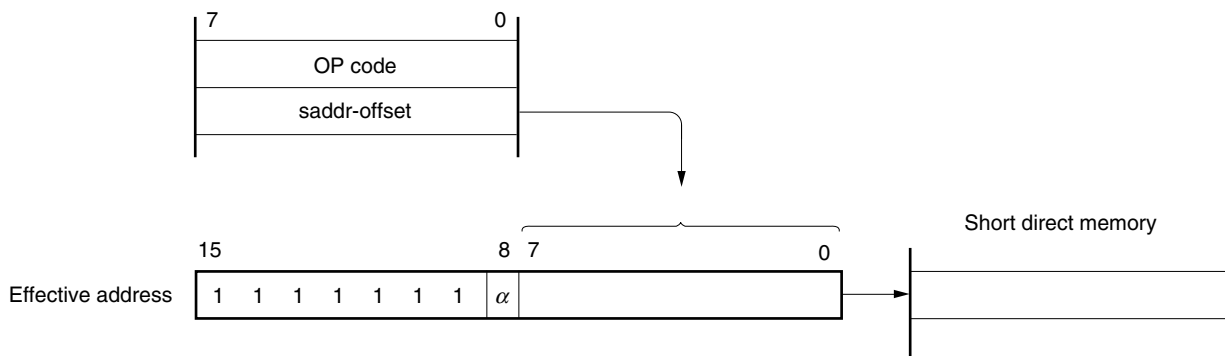 7 0
OP code
saddr-offset
Short direct memory
15 8 7 0
Effective address 1 1 1 1 1 1 1 α